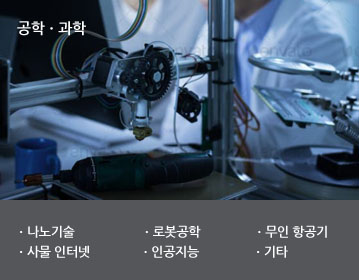 공학 · 과학
· 나노기술 · 로봇공학 · 무인 항공기
· 사물 인터넷 · 인공지능 · 기타